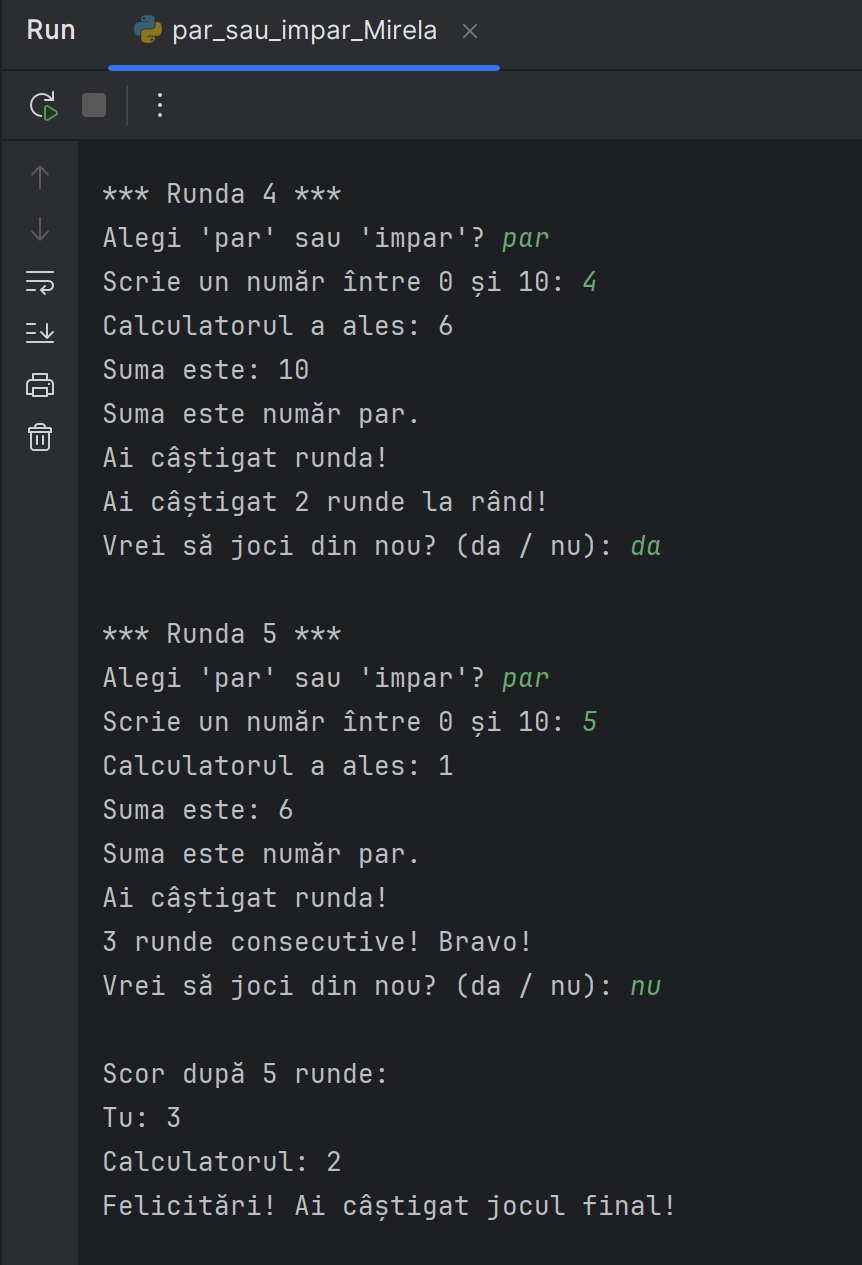 Run par_sau_impar_Mirela
*** Runda 4 ***
Alegi 'par' sau 'impar'? par
Scrie un număr între 0 și 10: 4
Calculatorul a ales: 6
Suma este: 10
Suma este număr par.
Ai câștigat runda!
Ai câștigat 2 runde la rând!
Vrei să joci din nou? (da / nu): da
*** Runda 5 ***
Alegi 'par' sau 'impar'? par
Scrie un număr între 0 și 10: 5
Calculatorul a ales: 1
Suma este: 6
Suma este număr par.
Ai câștigat runda!
3 runde consecutive! Bravo!
Vrei să joci din nou? (da / nu): nu
Scor după 5 runde:
Tu: 3
Calculatorul: 2
Felicitări! Ai câștigat jocul final!